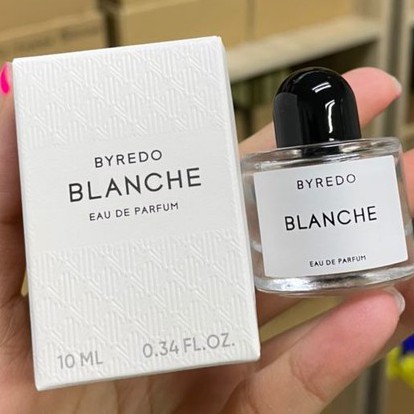 BYREDO
BLANCHE
EAU DE PARFUM
10 ML 0.34 FL.OZ.
BYREDO
BLANCHE
EAU DE PARFUM